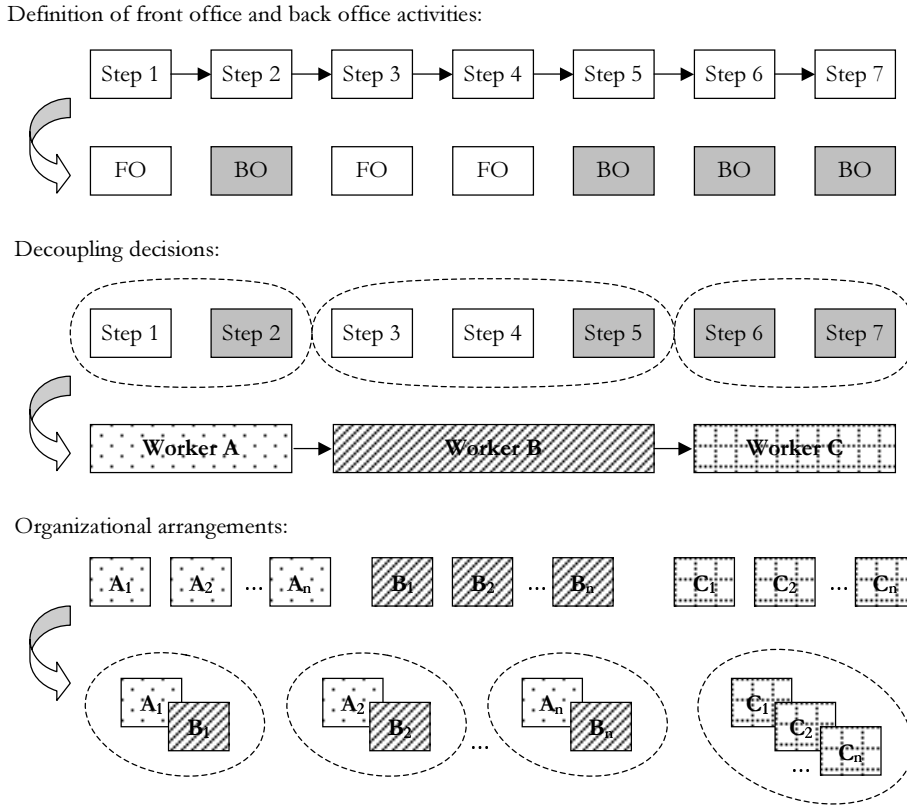 Definition of front office and back office activities:
Step 1 Step 2 Step 3 Step 4 Step 5 Step 6 Step 7
FO BO FO FO BO BO BO
Decoupling decisions:
Step 1 Step 2 Step 3 Step 4 Step 5 Step 6 Step 7
Worker A Worker B Worker C
Organizational arrangements:
A1 A2 ... An B1 B2 ... Bn C1 C2 ... Cn
A1 A2 An C1
B1 B2 ... Bn C2
... Cn